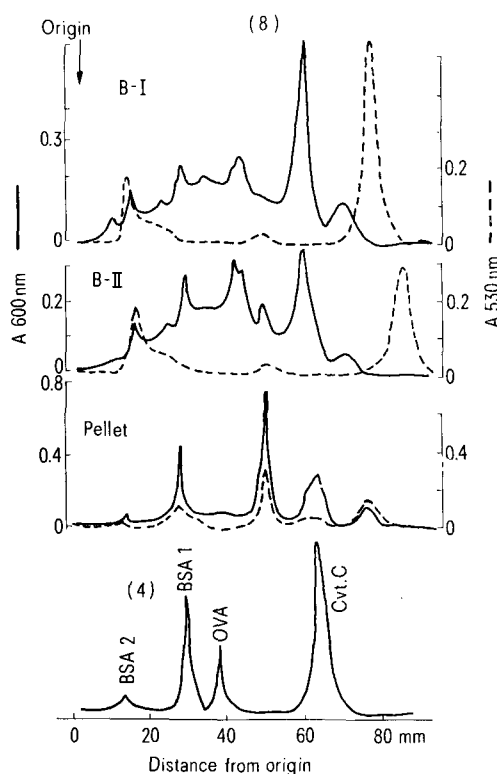 Origin
(8)
B-I
0.3
0
0.2
0
B-II
0.2
0
0.2
0
A 600 nm
A 530 nm
Pellet
0.8
0.4
0
0.4
0
(4)
BSA 2
BSA 1
OVA
Cyt.C
0 20 40 60 80 mm
Distance from origin